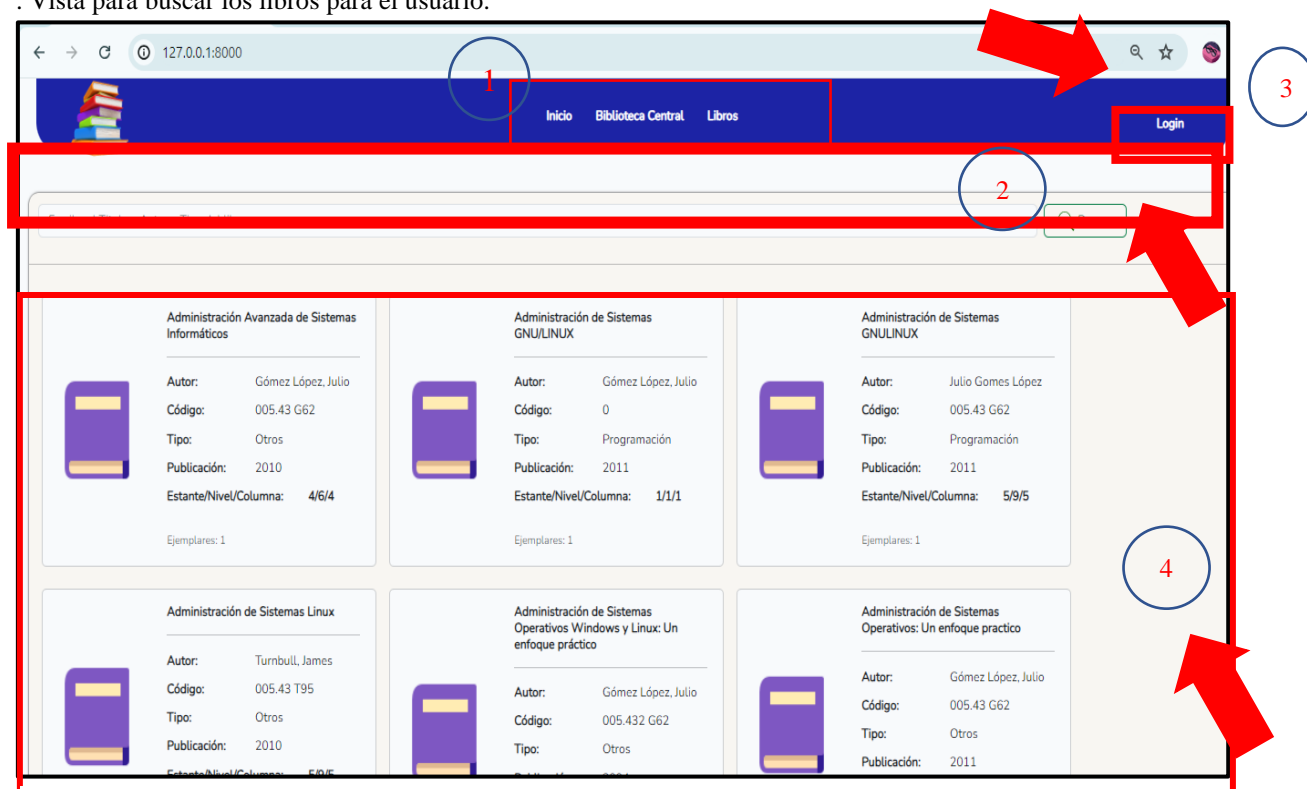 . Vista para buscar los libros para el usuario.
127.0.0.1:8000
1
3
Inicio Biblioteca Central Libros
Login
2
Administración Avanzada de Sistemas
Informáticos
Autor: Gómez López, Julio
Código: 005.43 G62
Tipo: Otros
Publicación: 2010
Estante/Nivel/Columna: 4/6/4
Ejemplares: 1
Administración de Sistemas
GNU/LINUX
Autor: Gómez López, Julio
Código: 0
Tipo: Programación
Publicación: 2011
Estante/Nivel/Columna: 1/1/1
Ejemplares: 1
Administración de Sistemas
GNULINUX
Autor: Julio Gomes López
Código: 005.43 G62
Tipo: Programación
Publicación: 2011
Estante/Nivel/Columna: 5/9/5
Ejemplares: 1
4
Administración de Sistemas Linux
Autor: Turnbull, James
Código: 005.43 T95
Tipo: Otros
Publicación: 2010
Estante/Nivel/Columna: 5/9/5
Administración de Sistemas
Operativos Windows y Linux: Un
enfoque práctico
Autor: Gómez López, Julio
Código: 005.432 G62
Tipo: Otros
Administración de Sistemas
Operativos: Un enfoque practico
Autor: Gómez López, Julio
Código: 005.43 G62
Tipo: Otros
Publicación: 2011